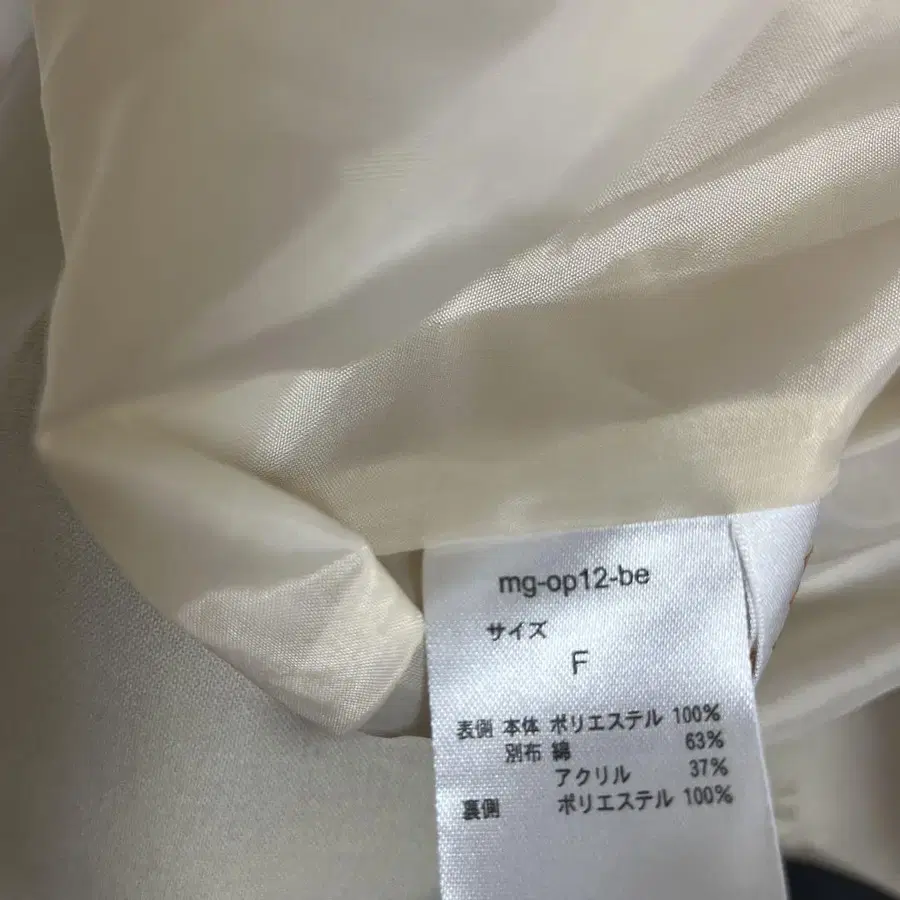 mg-op12-be
サイズ
F
表側 本体 ポリエステル 100%
別布 綿 63%
アクリル 37%
裏側 ポリエステル 100%